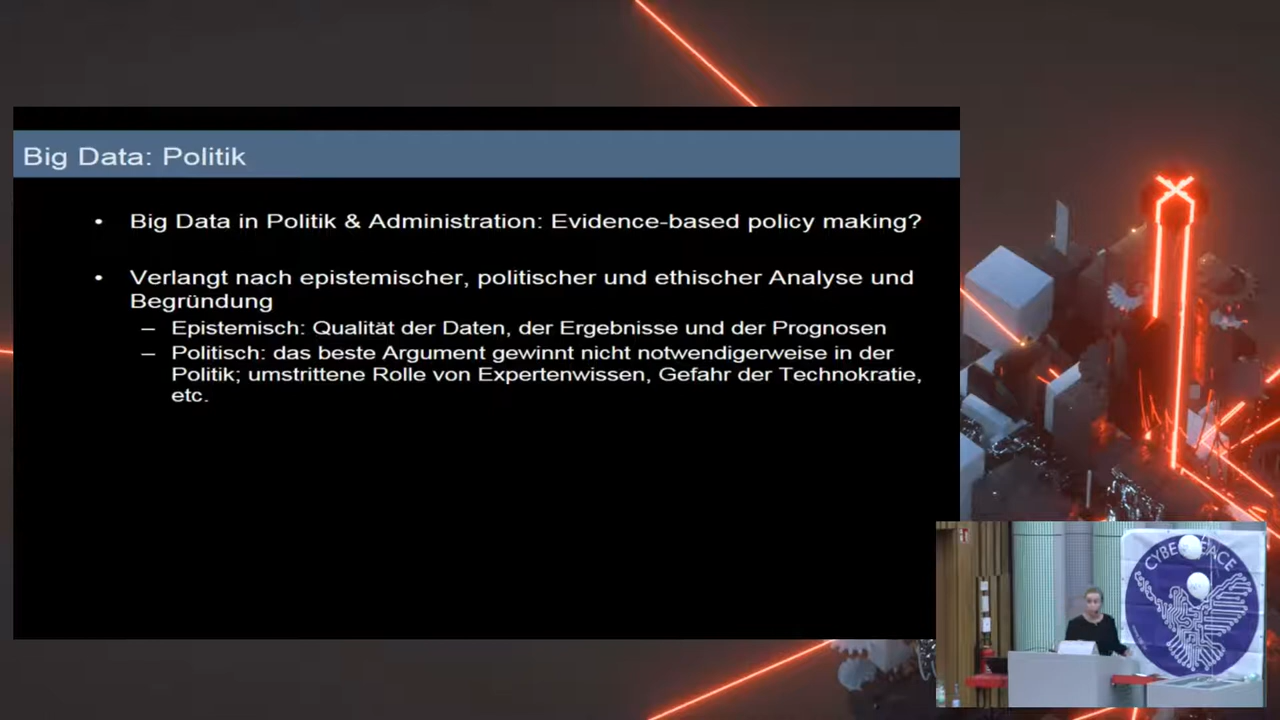 Big Data: Politik
• Big Data in Politik & Administration: Evidence-based policy making?
• Verlangt nach epistemischer, politischer und ethischer Analyse und
Begründung
– Epistemisch: Qualität der Daten, der Ergebnisse und der Prognosen
– Politisch: das beste Argument gewinnt nicht notwendigerweise in der
Politik; umstrittene Rolle von Expertenwissen, Gefahr der Technokratie,
etc.